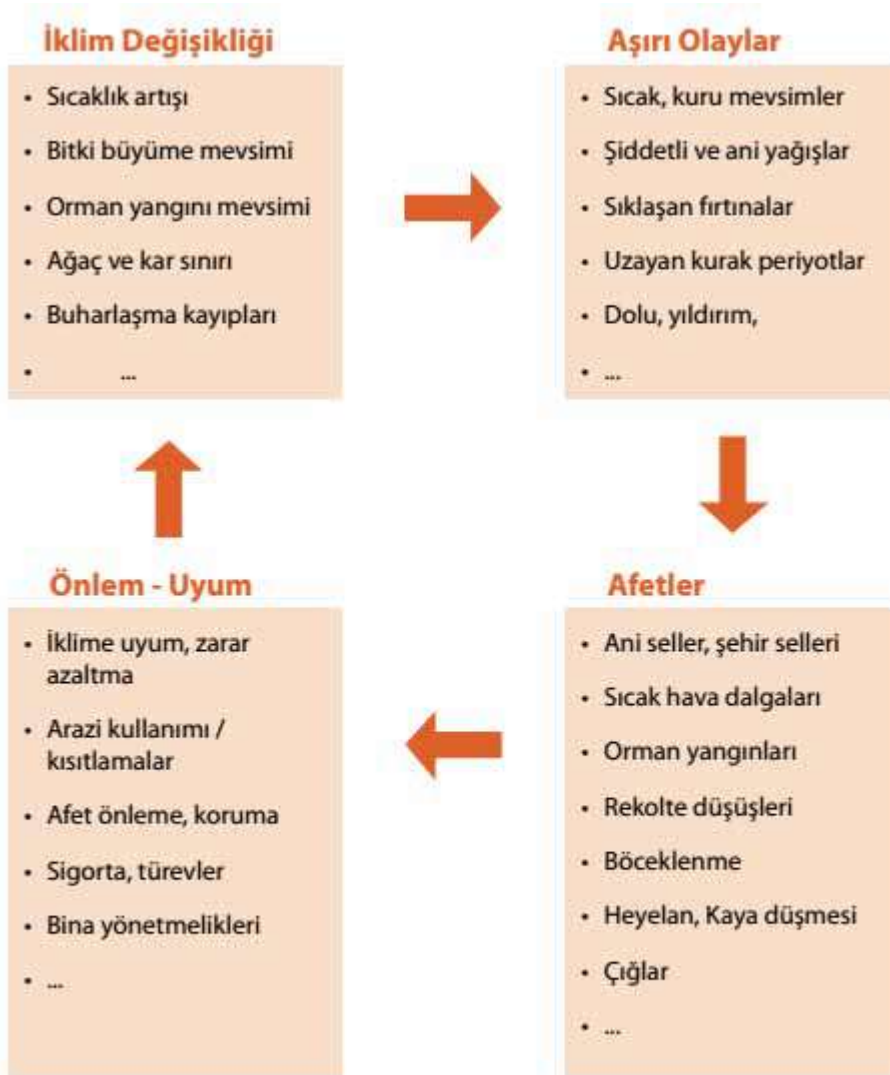 İklim Değişikliği
• Sıcaklık artışı
• Bitki büyüme mevsimi
• Orman yangını mevsimi
• Ağaç ve kar sınırı
• Buharlaşma kayıpları
• ...
Aşırı Olaylar
• Sıcak, kuru mevsimler
• Şiddetli ve ani yağışlar
• Sıklaşan fırtınalar
• Uzayan kurak periyotlar
• Dolu, yıldırım,
• ...
Afetler
• Ani seller, şehir selleri
• Sıcak hava dalgaları
• Orman yangınları
• Rekolte düşüşleri
• Böceklenme
• Heyelan, Kaya düşmesi
• Çığlar
• ...
Önlem - Uyum
• İklime uyum, zarar
azaltma
• Arazi kullanımı /
kısıtlamalar
• Afet önleme, koruma
• Sigorta, türevler
• Bina yönetmelikleri
• ...